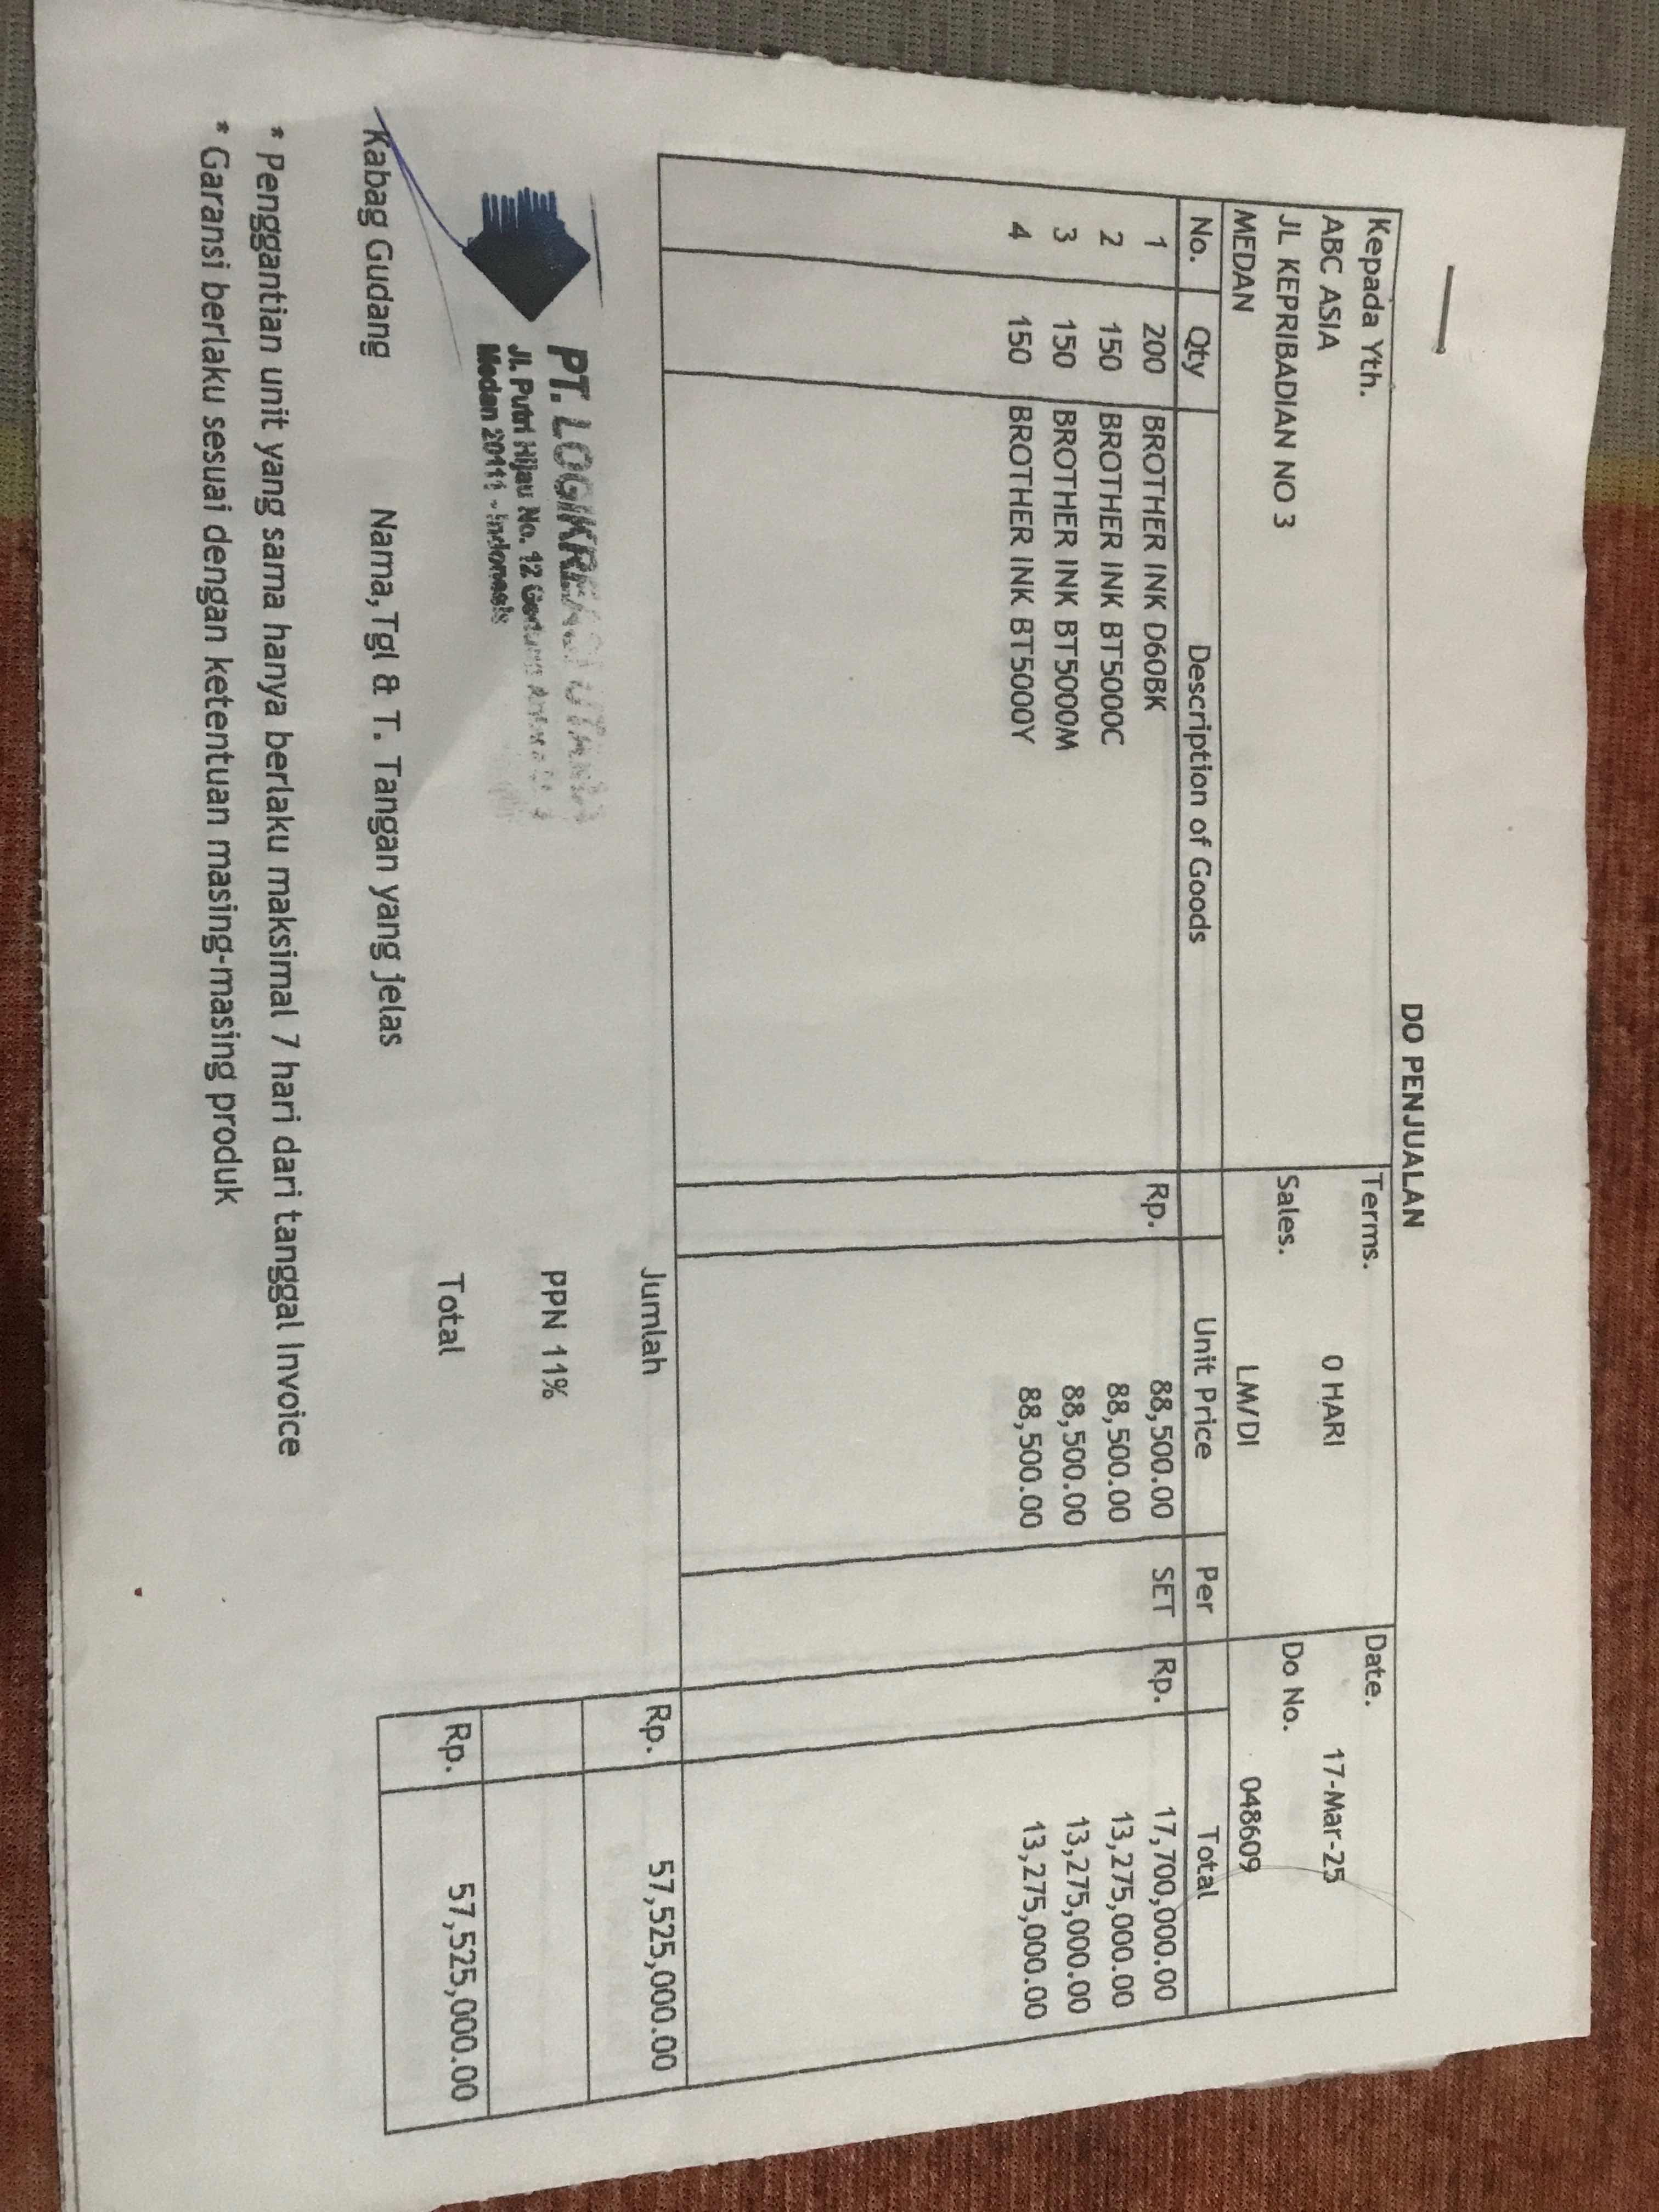 DO PENJUALAN
Kepada Yth. Terms. Date.
ABC ASIA 0 HARI 17-Mar-25
JL KEPRIBADIAN NO 3 Sales. Do No.
MEDAN LM/DI 048609
No. Qty Description of Goods Unit Price Per Total
1 200 BROTHER INK D60BK Rp. 88,500.00 SET Rp. 17,700,000.00
2 150 BROTHER INK BT5000C 88,500.00 13,275,000.00
3 150 BROTHER INK BT5000M 88,500.00 13,275,000.00
4 150 BROTHER INK BT5000Y 88,500.00 13,275,000.00
Jumlah Rp. 57,525,000.00
PT. LOGIKREASI UTAMA
Jl. Putri Hijau No. 12
Medan 20111 - Indonesia
PPN 11%
Total Rp. 57,525,000.00
Kabag Gudang Nama,Tgl & T. Tangan yang jelas
* Penggantian unit yang sama hanya berlaku maksimal 7 hari dari tanggal Invoice
* Garansi berlaku sesuai dengan ketentuan masing-masing produk